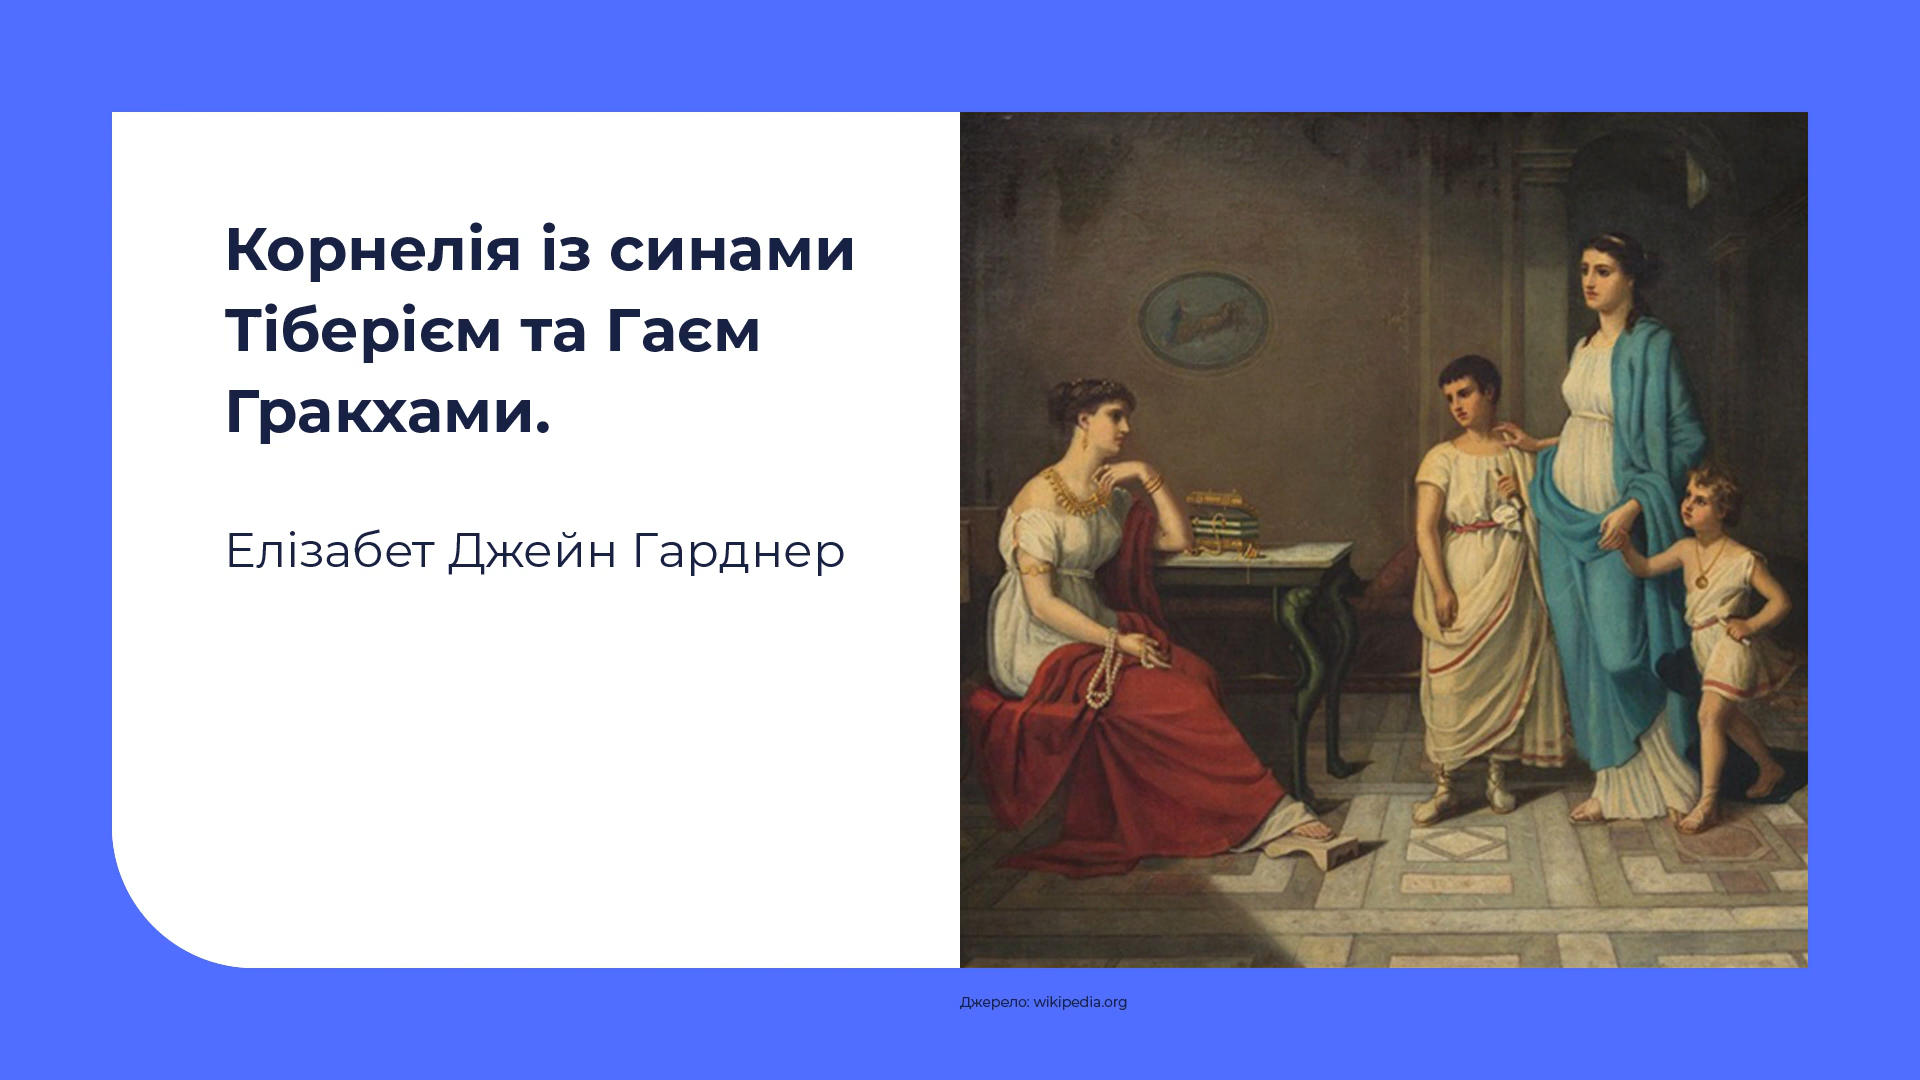 Корнелія із синами
Тіберієм та Гаєм
Гракхами.
Елізабет Джейн Гарднер
Джерело: wikipedia.org